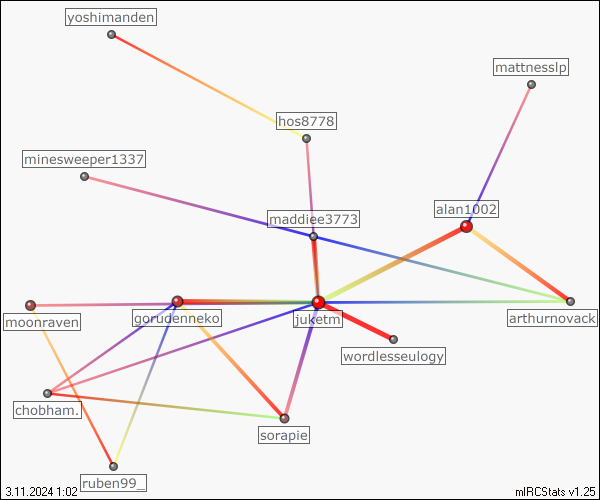 yoshimanden
mattnesslp
hos8778
minesweeper1337
maddiee3773
alan1002
moonraven
gorudenneko
juketm
arthurnovack
wordlesseulogy
chobham.
sorapie
ruben99_
3.11.2024 1:02
mIRCStats v1.25